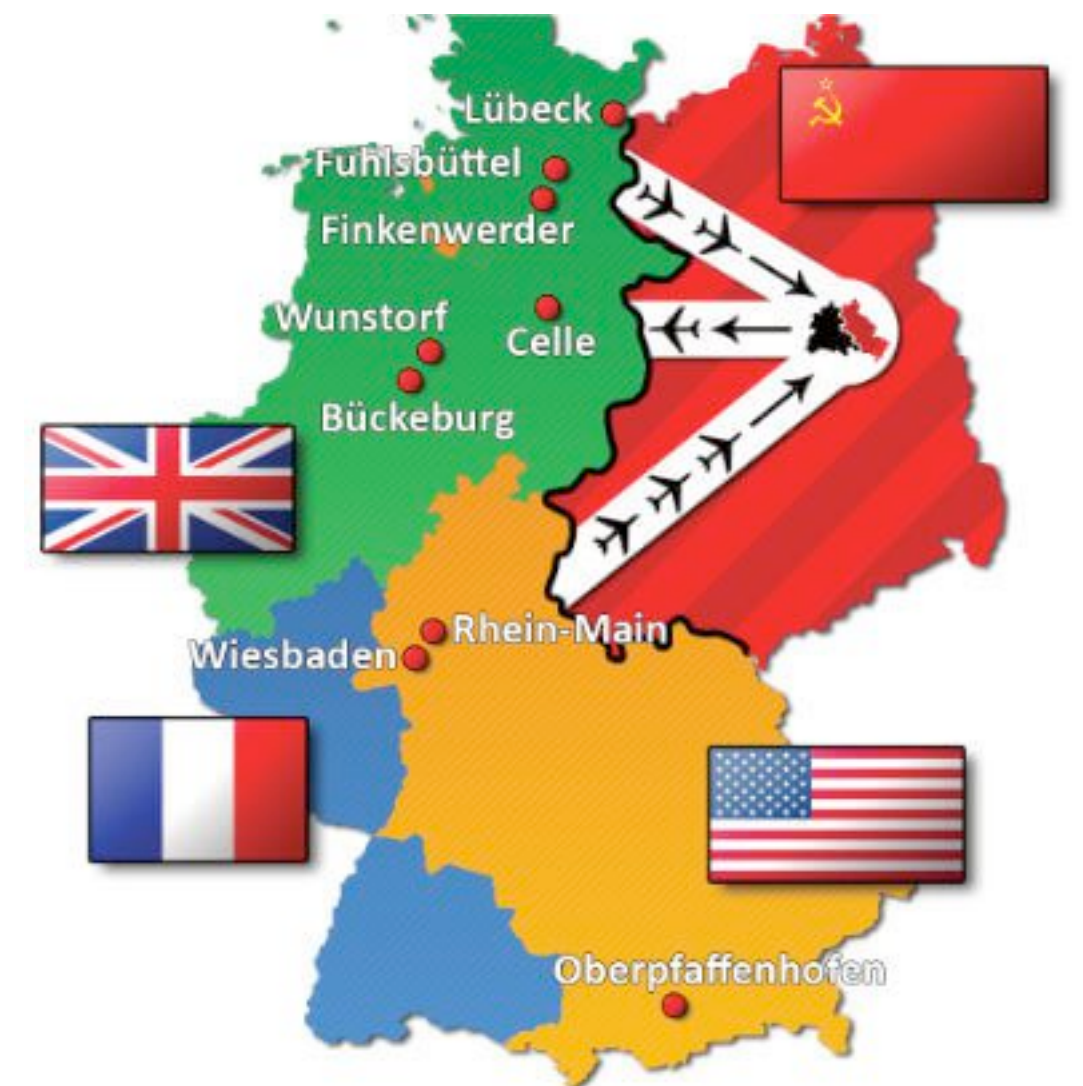 Lübeck
Fuhlsbüttel
Finkenwerder
Wunstorf
Celle
Bückeburg
Rhein-Main
Wiesbaden
Oberpfaffenhofen